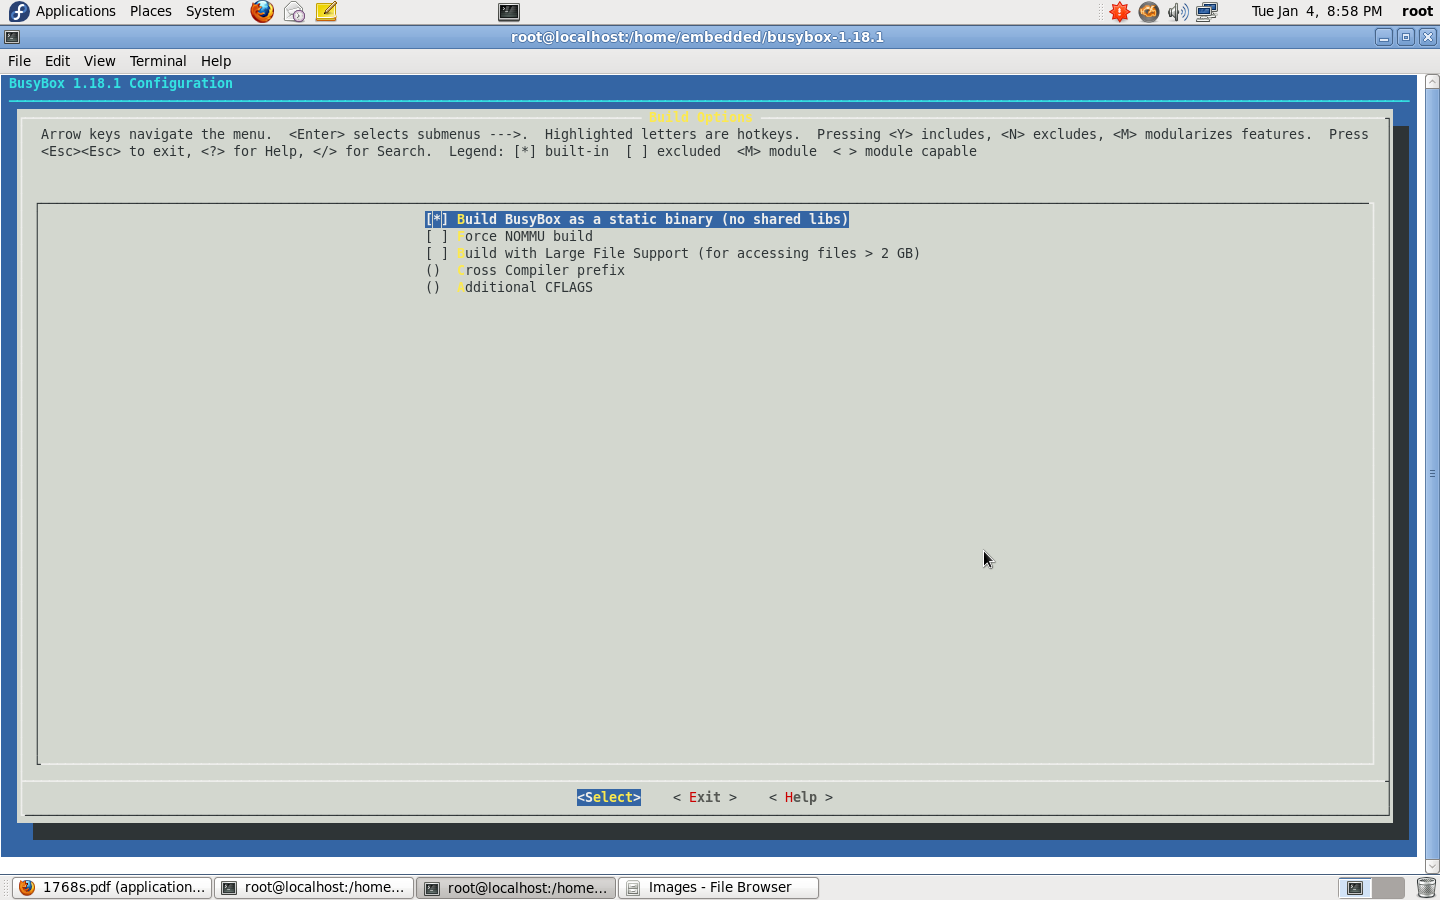 Applications Places System
Tue Jan 4, 8:58 PM root
root@localhost:/home/embedded/busybox-1.18.1
File Edit View Terminal Help
BusyBox 1.18.1 Configuration
Build Options
Arrow keys navigate the menu. <Enter> selects submenus --->. Highlighted letters are hotkeys. Pressing <Y> includes, <N> excludes, <M> modularizes features. Press
<Esc><Esc> to exit, <?> for Help, </> for Search. Legend: [*] built-in [ ] excluded <M> module < > module capable
[*] Build BusyBox as a static binary (no shared libs)
[ ] Force NOMMU build
[ ] Build with Large File Support (for accessing files > 2 GB)
() Cross Compiler prefix
() Additional CFLAGS
<Select> < Exit > < Help >
1768s.pdf (application... root@localhost:/home... root@localhost:/home... Images - File Browser